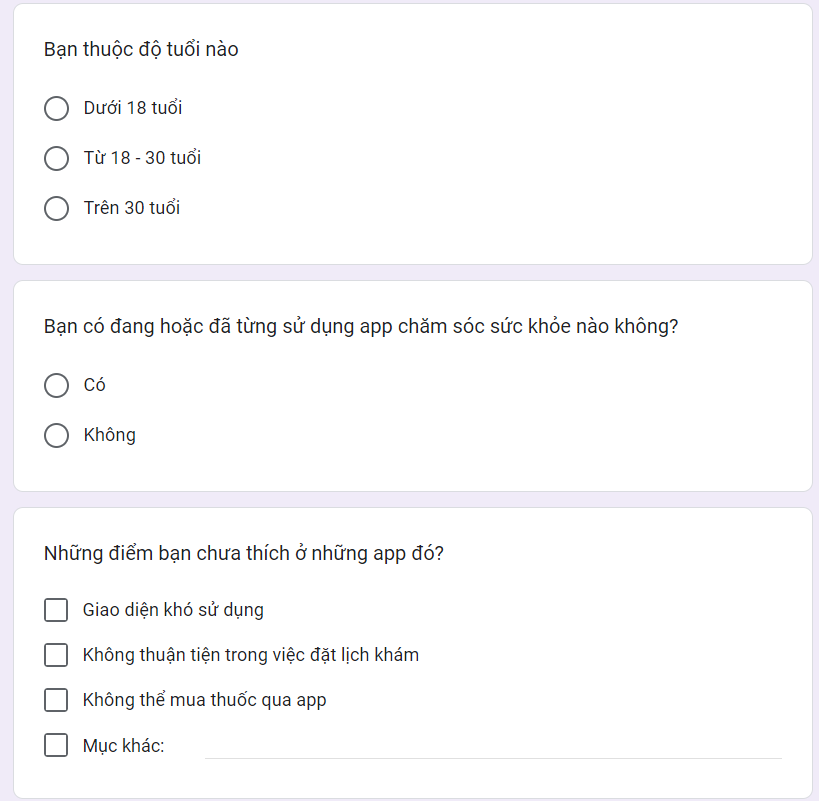 Bạn thuộc độ tuổi nào
Dưới 18 tuổi
Từ 18 - 30 tuổi
Trên 30 tuổi
Bạn có đang hoặc đã từng sử dụng app chăm sóc sức khỏe nào không?
Có
Không
Những điểm bạn chưa thích ở những app đó?
Giao diện khó sử dụng
Không thuận tiện trong việc đặt lịch khám
Không thể mua thuốc qua app
Mục khác: